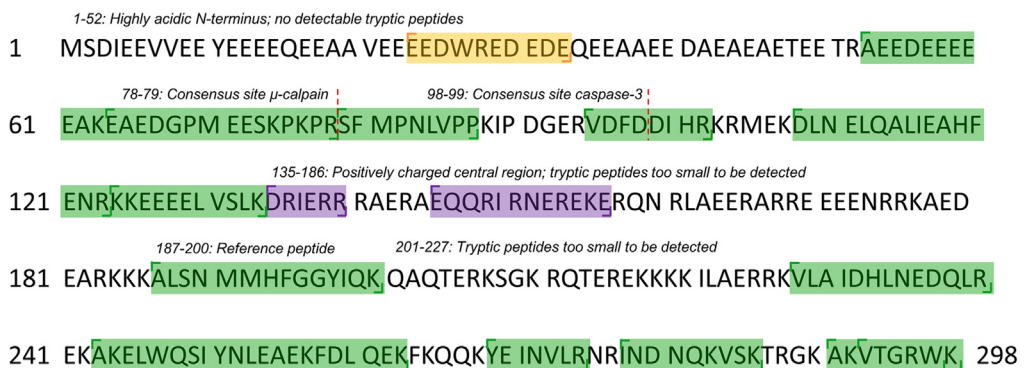 1-52: Highly acidic N-terminus; no detectable tryptic peptides
1 MSDIEEVVEE YEEEEQEEAA VEEEEDWRED EDEQEEAAEE DAEAEAETEE TRAEEDEEEE
78-79: Consensus site μ-calpain 98-99: Consensus site caspase-3
61 EAKEAEDGPM EESKPKPRSF MPNLVPPKIP DGERVDFDDI HRKRMEKDLN ELQALIEAHF
135-186: Positively charged central region; tryptic peptides too small to be detected
121 ENRKKEEEEL VSLKDRIERR RAERAEQQRI RNEREKERQN RLAEERARRE EEENRRKAED
187-200: Reference peptide 201-227: Tryptic peptides too small to be detected
181 EARKKKALSN MMHFGGYIQK QAQTERKSGK RQTEREKKKK ILAERRKVLA IDHLNEDQLR
241 EKAKELWQSI YNLEAEKFDL QEKFKQQKYE INVLRNRIND NQKVSKTRGK AKVTGRWK 298